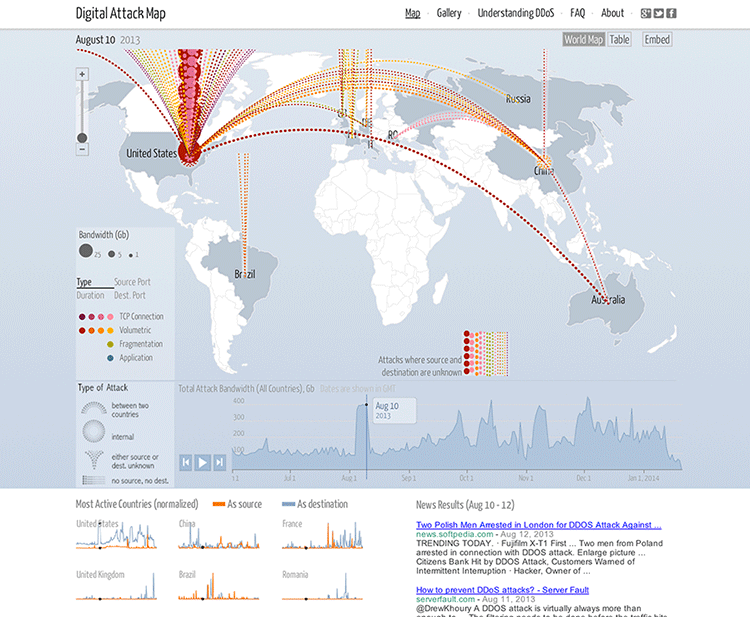 Digital Attack Map
Map · Gallery · Understanding DDoS · FAQ · About
August 10 2013
World Map Table Embed
+
−
Russia
United States
RO
China
Brazil
Australia
Bandwidth (Gb)
25 5 1
Type Source Port
Duration Dest. Port
TCP Connection
Volumetric
Fragmentation
Application
Attacks where source and
destination are unknown
Type of Attack
between two
countries
internal
either source or
dest. unknown
no source, no dest.
Total Attack Bandwidth (All Countries), Gb Dates are shown in GMT
400
300
200
100
Aug 10
2013
Jul 1 Aug 1 Sep 1 Oct 1 Nov 1 Dec 1 Jan 1, 2014
Most Active Countries (normalized) As source As destination
United States China France
United Kingdom Brazil Romania
News Results (Aug 10 - 12)
Two Polish Men Arrested in London for DDOS Attack Against ...
news.softpedia.com - Aug 12, 2013
TRENDING TODAY. · Fujifilm X-T1 First ... Two men from Poland
arrested in connection with DDOS attack. Enlarge picture ...
Citizens Bank Hit by DDOS Attack, Customers Warned of
Intermittent Interruption · Hacker, Owner of ...
How to prevent DDoS attacks? - Server Fault
serverfault.com - Aug 11, 2013
@DrewKhoury A DDOS attack is virtually always more than